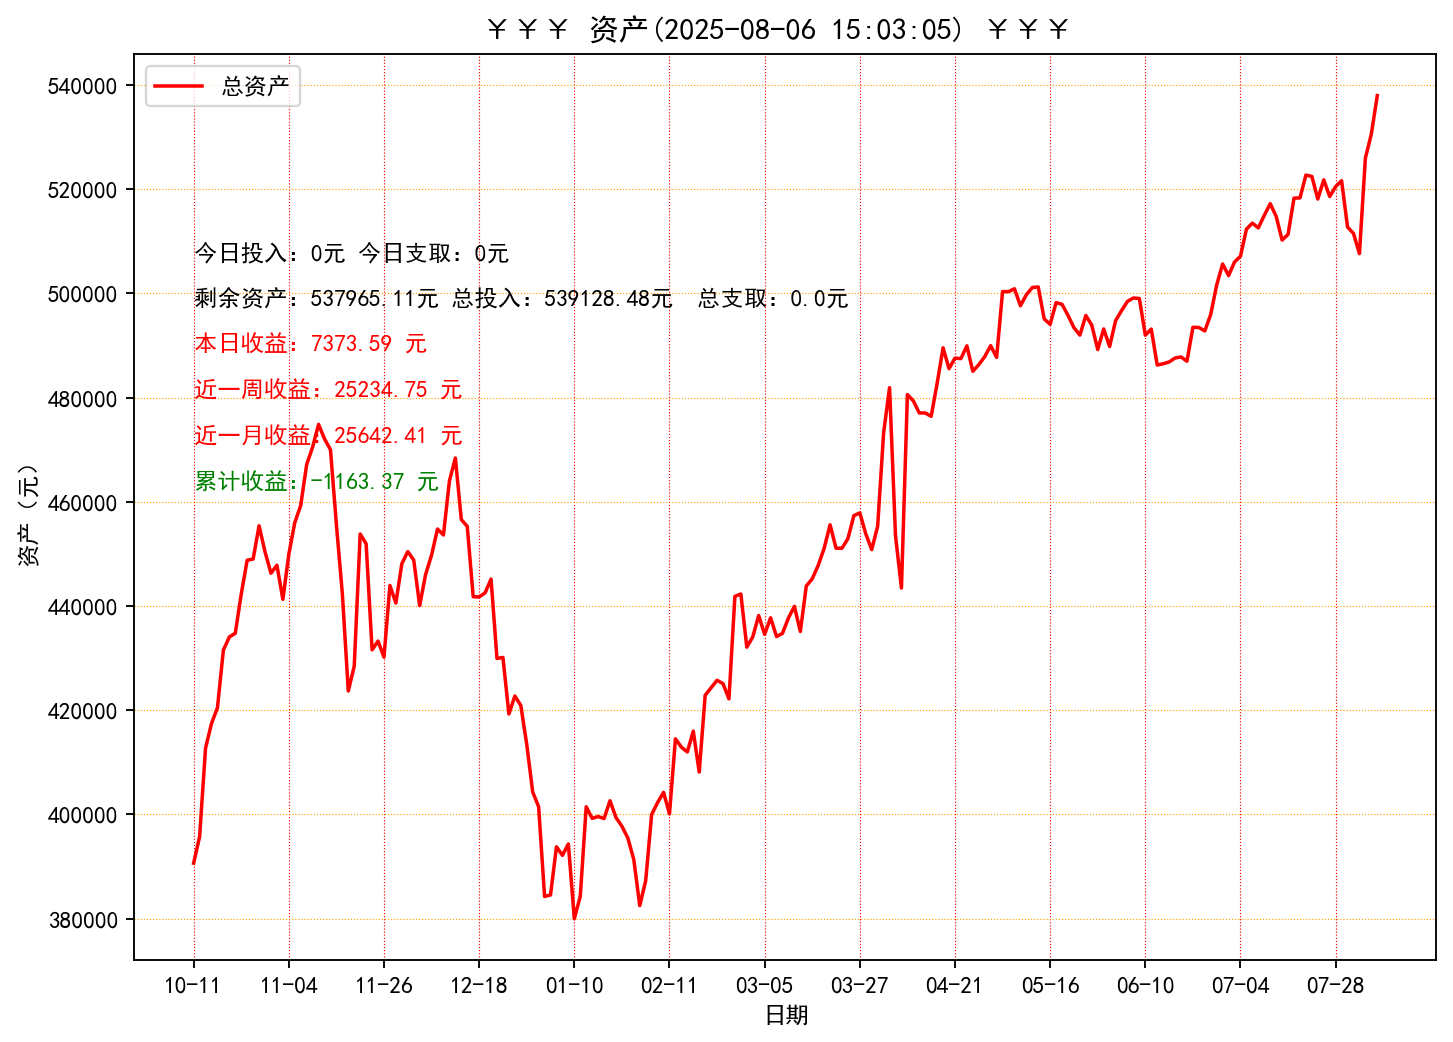 ￥￥￥ 资产(2025-08-06 15:03:05) ￥￥￥
总资产
540000
520000
500000
480000
460000
440000
420000
400000
380000
资产（元）
今日投入：0元 今日支取：0元
剩余资产：537965.11元 总投入：539128.48元  总支取：0.0元
本日收益：7373.59 元
近一周收益：25234.75 元
近一月收益：25642.41 元
累计收益：-1163.37 元
10-11 11-04 11-26 12-18 01-10 02-11 03-05 03-27 04-21 05-16 06-10 07-04 07-28
日期